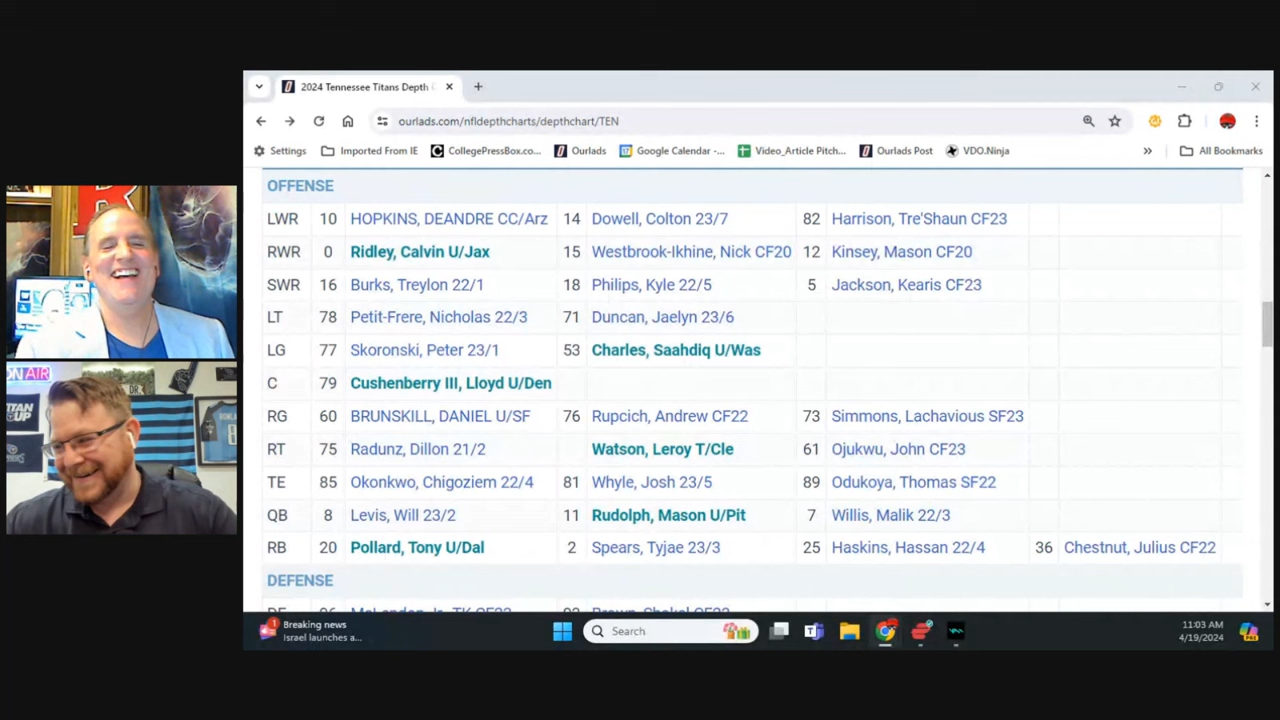 2024 Tennessee Titans Depth
ourlads.com/nfldepthcharts/depthchart/TEN
Settings Imported From IE CollegePressBox.co... Ourlads Google Calendar -... Video_Article Pitch... Ourlads Post VDO.Ninja » All Bookmarks
OFFENSE
LWR 10 HOPKINS, DEANDRE CC/Arz 14 Dowell, Colton 23/7 82 Harrison, Tre'Shaun CF23
RWR 0 Ridley, Calvin U/Jax 15 Westbrook-Ikhine, Nick CF20 12 Kinsey, Mason CF20
SWR 16 Burks, Treylon 22/1 18 Philips, Kyle 22/5 5 Jackson, Kearis CF23
LT 78 Petit-Frere, Nicholas 22/3 71 Duncan, Jaelyn 23/6
LG 77 Skoronski, Peter 23/1 53 Charles, Saahdiq U/Was
C 79 Cushenberry III, Lloyd U/Den
RG 60 BRUNSKILL, DANIEL U/SF 76 Rupcich, Andrew CF22 73 Simmons, Lachavious SF23
RT 75 Radunz, Dillon 21/2 Watson, Leroy T/Cle 61 Ojukwu, John CF23
TE 85 Okonkwo, Chigoziem 22/4 81 Whyle, Josh 23/5 89 Odukoya, Thomas SF22
QB 8 Levis, Will 23/2 11 Rudolph, Mason U/Pit 7 Willis, Malik 22/3
RB 20 Pollard, Tony U/Dal 2 Spears, Tyjae 23/3 25 Haskins, Hassan 22/4 36 Chestnut, Julius CF22
DEFENSE
ON AIR
TITAN
UP
Breaking news
Israel launches a...
Search
11:03 AM
4/19/2024